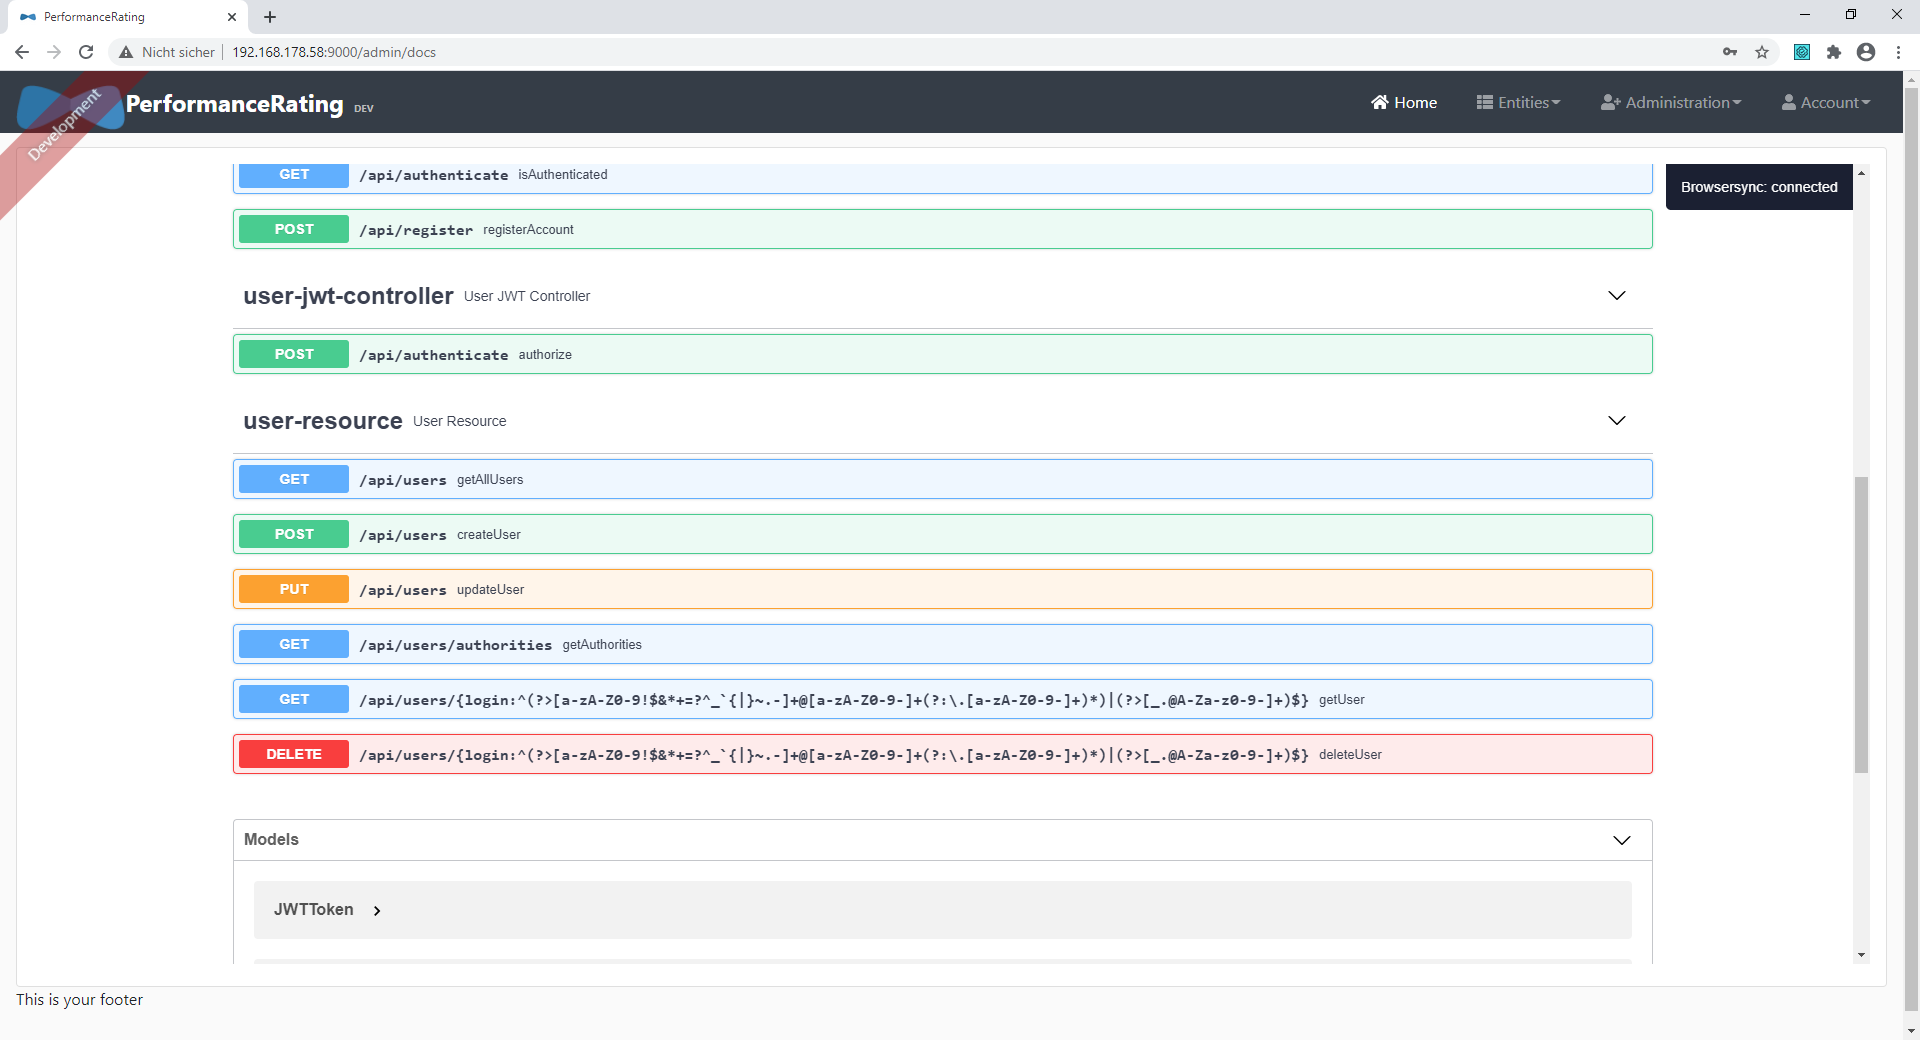 PerformanceRating
Nicht sicher 192.168.178.58:9000/admin/docs
Development
PerformanceRating DEV
Home Entities Administration Account
GET /api/authenticate isAuthenticated
Browsersync: connected
POST /api/register registerAccount
user-jwt-controller User JWT Controller
POST /api/authenticate authorize
user-resource User Resource
GET /api/users getAllUsers
POST /api/users createUser
PUT /api/users updateUser
GET /api/users/authorities getAuthorities
GET /api/users/{login:^(?>[a-zA-Z0-9!$&*+=?^_`{|}~.-]+@[a-zA-Z0-9-]+(?:\.[a-zA-Z0-9-]+)*)|(?>[_.@A-Za-z0-9-]+)$} getUser
DELETE /api/users/{login:^(?>[a-zA-Z0-9!$&*+=?^_`{|}~.-]+@[a-zA-Z0-9-]+(?:\.[a-zA-Z0-9-]+)*)|(?>[_.@A-Za-z0-9-]+)$} deleteUser
Models
JWTToken
This is your footer